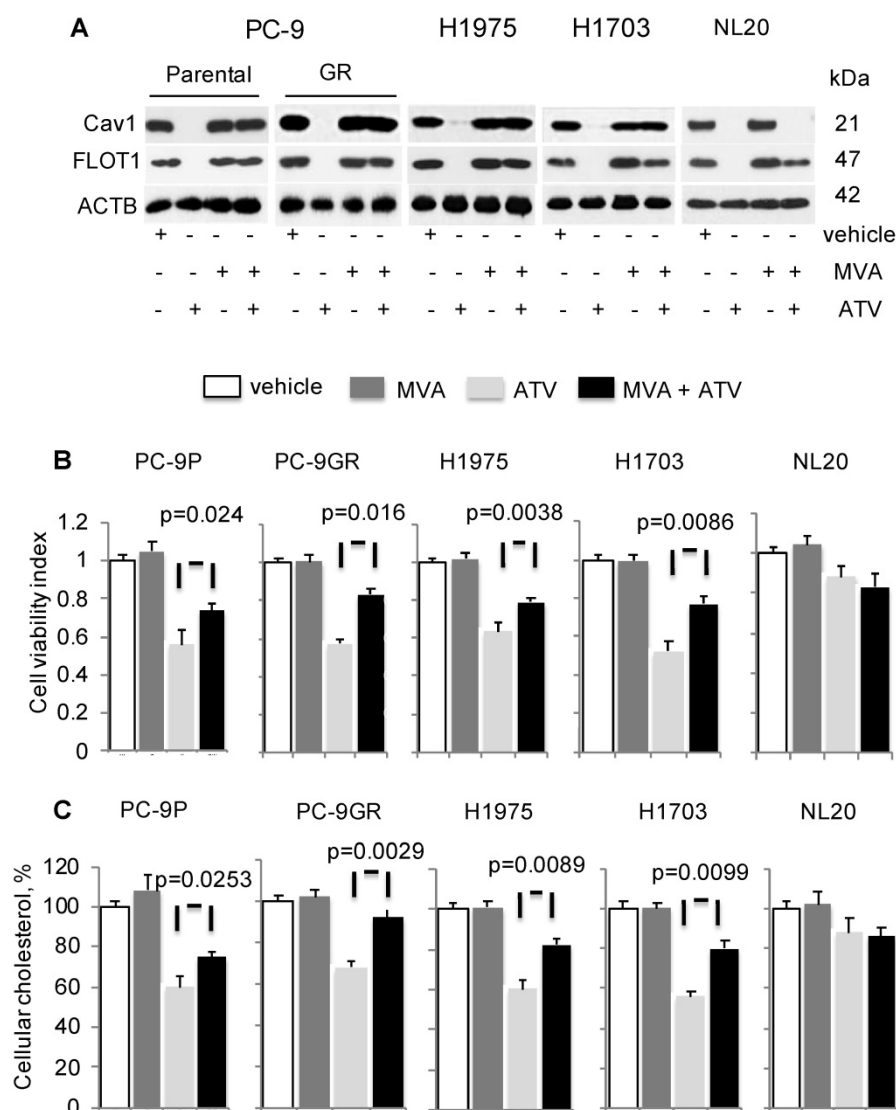 A
PC-9 H1975 H1703 NL20
Parental GR kDa
Cav1 21
FLOT1 47
ACTB 42
+ - - - + - - - + - - - + - - - + - - - vehicle
- - + + - - + + - - + + - - + + - - + + MVA
- + - + - + - + - + - + - + - + - + - + ATV
vehicle MVA ATV MVA + ATV
B
PC-9P PC-9GR H1975 H1703 NL20
p=0.024 p=0.016 p=0.0038 p=0.0086
Cell viability index
1.2
1
0.8
0.6
0.4
0.2
0
C
PC-9P PC-9GR H1975 H1703 NL20
p=0.0253 p=0.0029 p=0.0089 p=0.0099
Cellular cholesterol, %
120
100
80
60
40
20
0